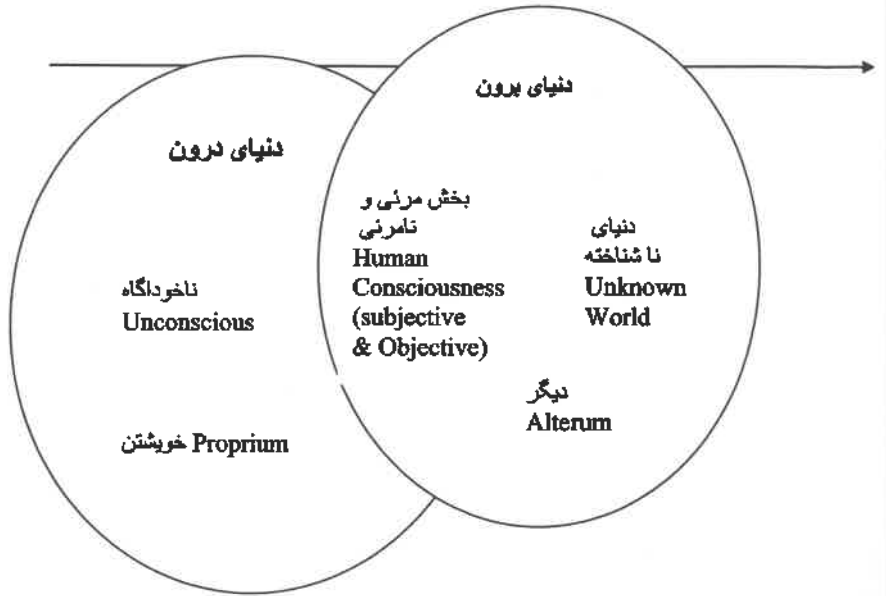 دنیای برون
دنیای درون
بخش مرئی و
نامرئی
Human
Consciousness
(subjective
& Objective)
دنیای
نا شناخته
Unknown
World
ناخوداگاه
Unconscious
دیگر
Alterum
خویشتن Proprium